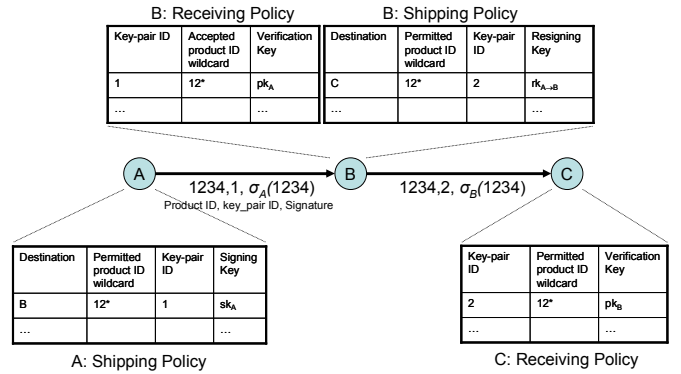 B: Receiving Policy
B: Shipping Policy
Key-pair ID
Accepted
product ID
wildcard
Verification
Key
1
12*
pkA
...
...
Destination
Permitted
product ID
wildcard
Key-pair
ID
Resigning
Key
C
12*
2
rkA→B
...
...
A
B
C
1234,1, σA(1234)
Product ID, key_pair ID, Signature
1234,2, σB(1234)
Destination
Permitted
product ID
wildcard
Key-pair
ID
Signing
Key
B
12*
1
skA
...
...
Key-pair
ID
Permitted
product ID
wildcard
Verification
Key
2
12*
pkB
...
...
A: Shipping Policy
C: Receiving Policy